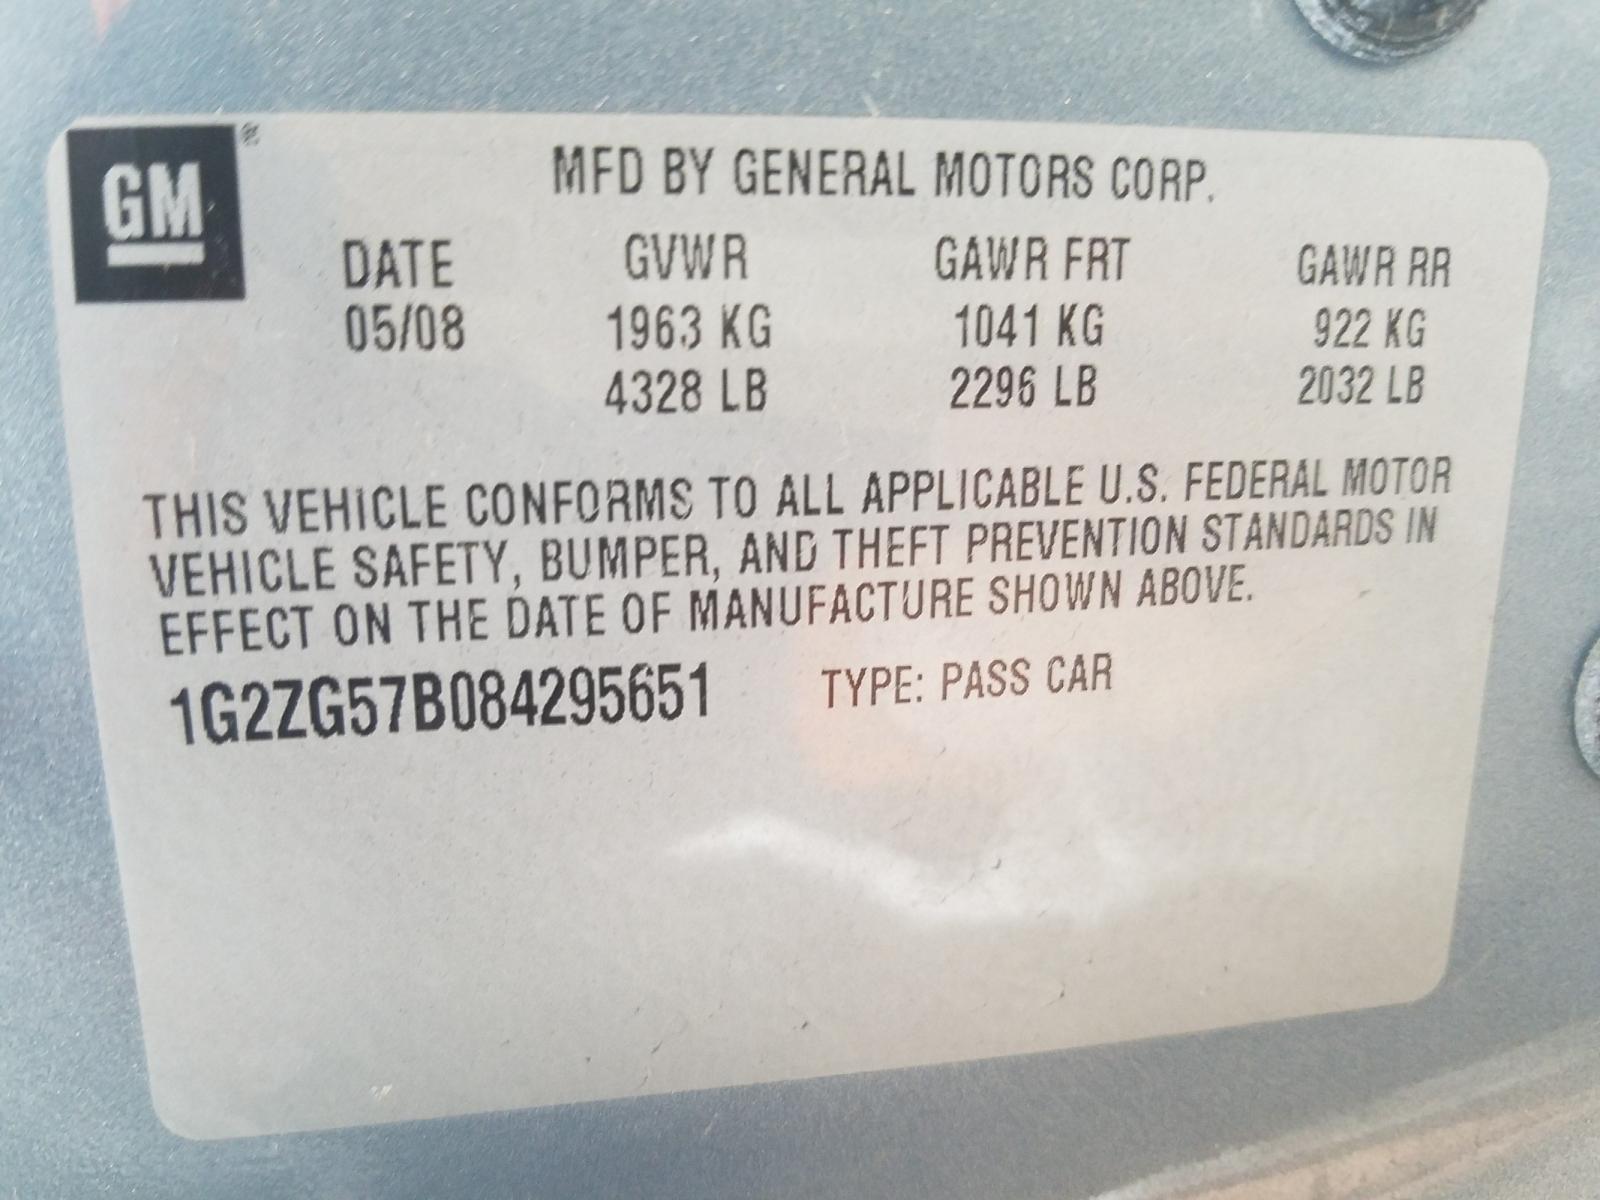 GM®
MFD BY GENERAL MOTORS CORP.
DATE GVWR GAWR FRT GAWR RR
05/08 1963 KG 1041 KG 922 KG
4328 LB 2296 LB 2032 LB
THIS VEHICLE CONFORMS TO ALL APPLICABLE U.S. FEDERAL MOTOR
VEHICLE SAFETY, BUMPER, AND THEFT PREVENTION STANDARDS IN
EFFECT ON THE DATE OF MANUFACTURE SHOWN ABOVE.
1G2ZG57B084295651 TYPE: PASS CAR